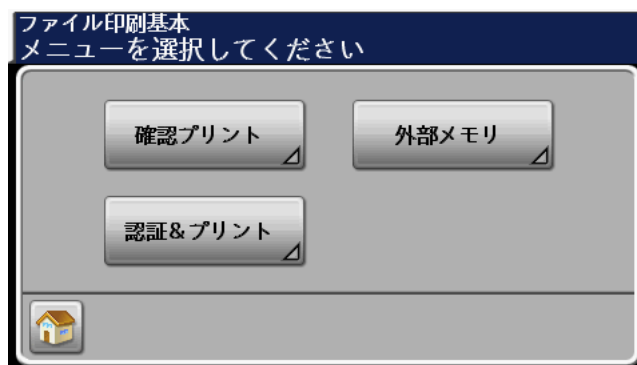 ファイル印刷基本
メニューを選択してください
確認プリント
外部メモリ
認証&プリント